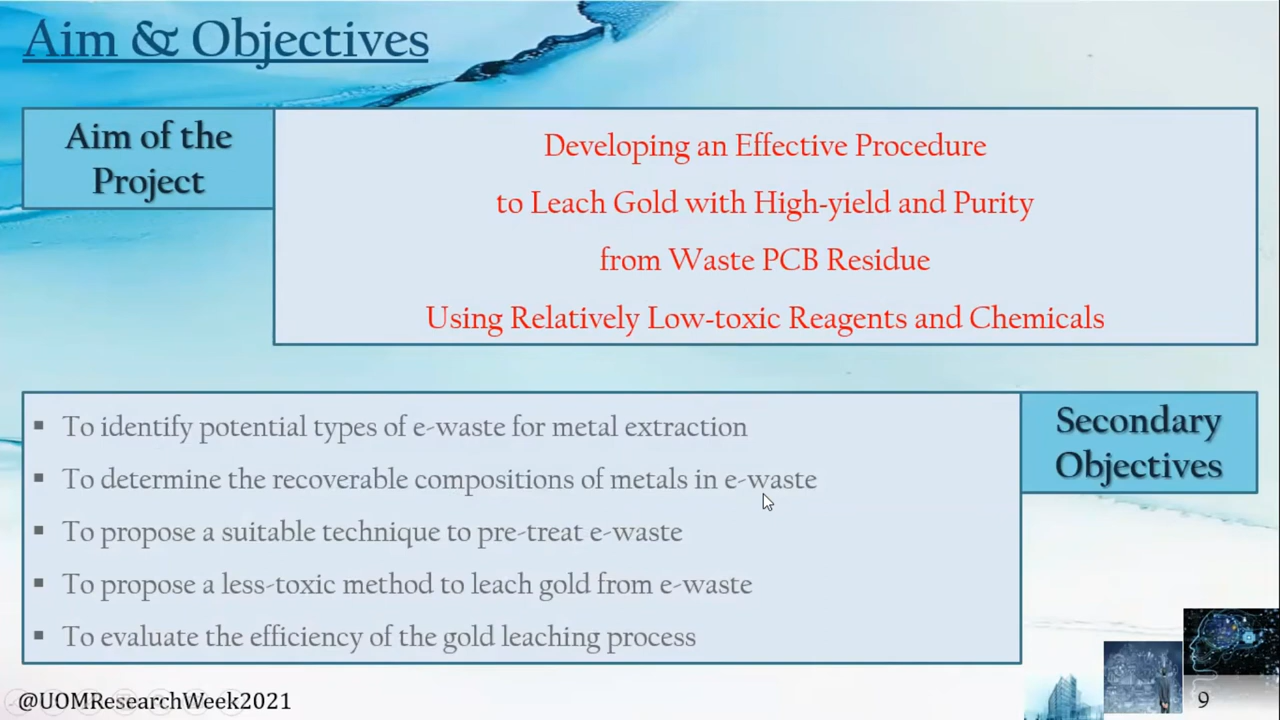 Aim & Objectives
Aim of the
Project
Developing an Effective Procedure
to Leach Gold with High-yield and Purity
from Waste PCB Residue
Using Relatively Low-toxic Reagents and Chemicals
▪ To identify potential types of e-waste for metal extraction
▪ To determine the recoverable compositions of metals in e-waste
▪ To propose a suitable technique to pre-treat e-waste
▪ To propose a less-toxic method to leach gold from e-waste
▪ To evaluate the efficiency of the gold leaching process
Secondary
Objectives
@UOMResearchWeek2021
9